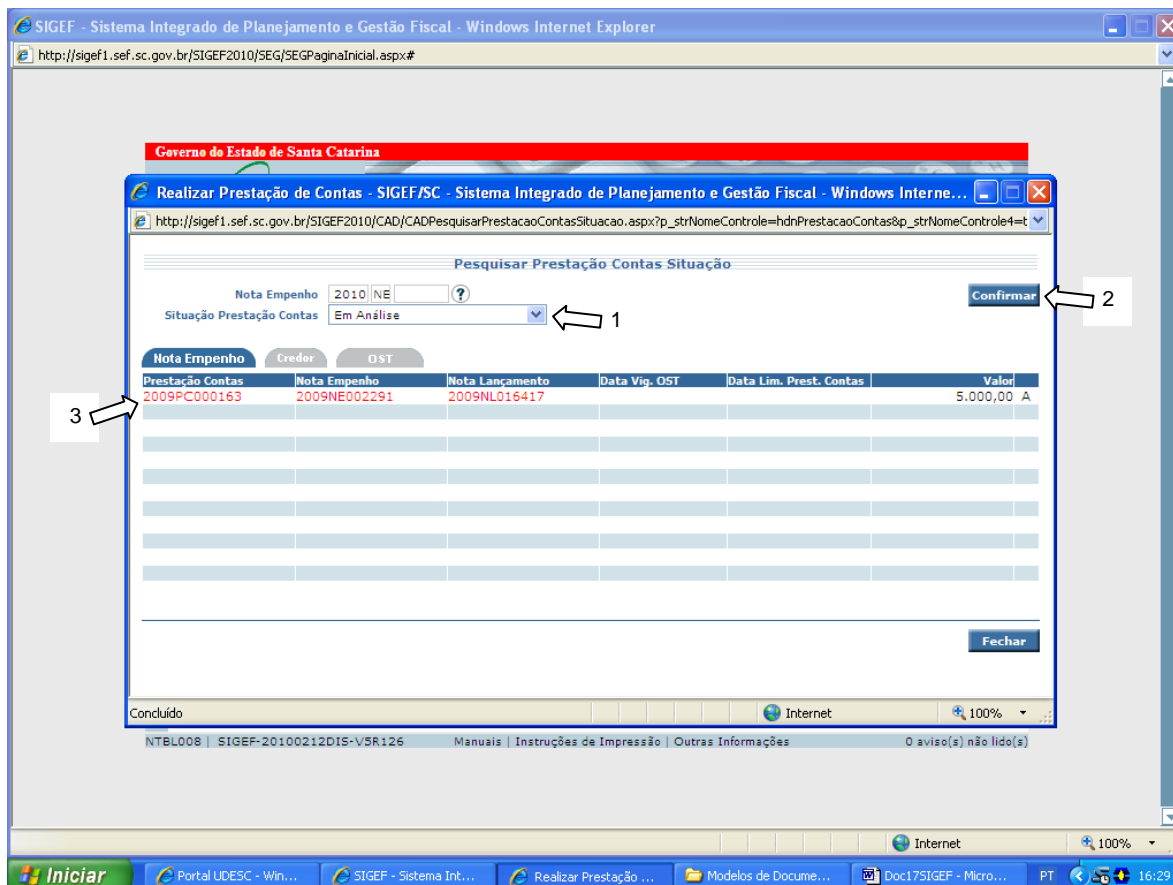 SIGEF - Sistema Integrado de Planejamento e Gestão Fiscal - Windows Internet Explorer
http://sigef1.sef.sc.gov.br/SIGEF2010/SEG/SEGPaginaInicial.aspx#
Governo do Estado de Santa Catarina
Realizar Prestação de Contas - SIGEF/SC - Sistema Integrado de Planejamento e Gestão Fiscal - Windows Interne...
http://sigef1.sef.sc.gov.br/SIGEF2010/CAD/CADPesquisarPrestacaoContasSituacao.aspx?p_strNomeControle=hdnPrestacaoContas&p_strNomeControle4=t
Pesquisar Prestação Contas Situação
Nota Empenho 2010 NE ? Confirmar 2
Situação Prestação Contas Em Análise 1
Nota Empenho Credor OST
Prestação Contas Nota Empenho Nota Lançamento Data Vig. OST Data Lim. Prest. Contas Valor
3 2009PC000163 2009NE002291 2009NL016417 5.000,00 A
Fechar
Concluído Internet 100%
NTBL008 | SIGEF-20100212DIS-V5R126 Manuais | Instruções de Impressão | Outras Informações 0 aviso(s) não lido(s)
Internet 100%
Iniciar Portal UDESC - Win... SIGEF - Sistema Int... Realizar Prestação ... Modelos de Docume... Doc17SIGEF - Micro... PT 16:29